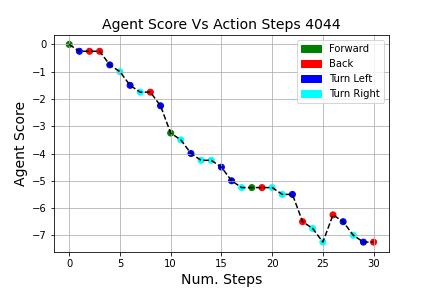 Agent Score Vs Action Steps 4044
Forward
Back
Turn Left
Turn Right
Agent Score
0
−1
−2
−3
−4
−5
−6
−7
0 5 10 15 20 25 30
Num. Steps